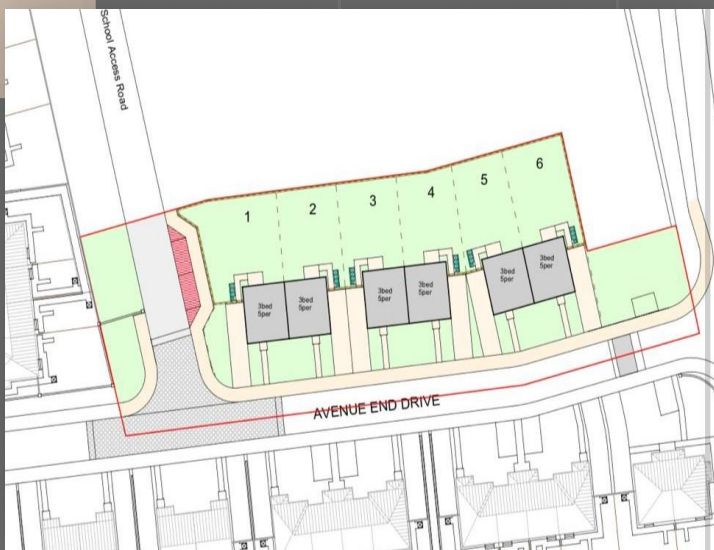 School Access Road
1
2
3
4
5
6
3bed
5per
3bed
5per
3bed
5per
3bed
5per
3bed
5per
3bed
5per
AVENUE END DRIVE